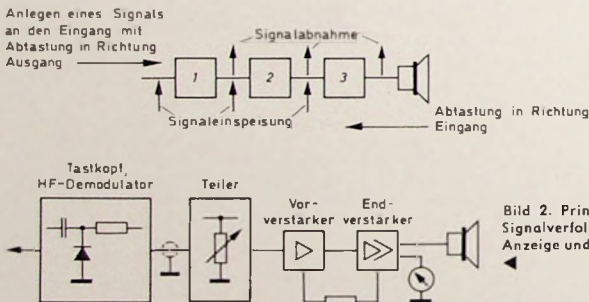 Anlegen eines Signals
an den Eingang mit
Abtastung in Richtung
Ausgang
Signalabnahme
1
2
3
Signaleinspeisung
Abtastung in Richtung
Eingang
Tastkopf,
HF-Demodulator
Teiler
Vor-
verstärker
End-
verstärker
Bild 2. Prin
Signalverfol
Anzeige und